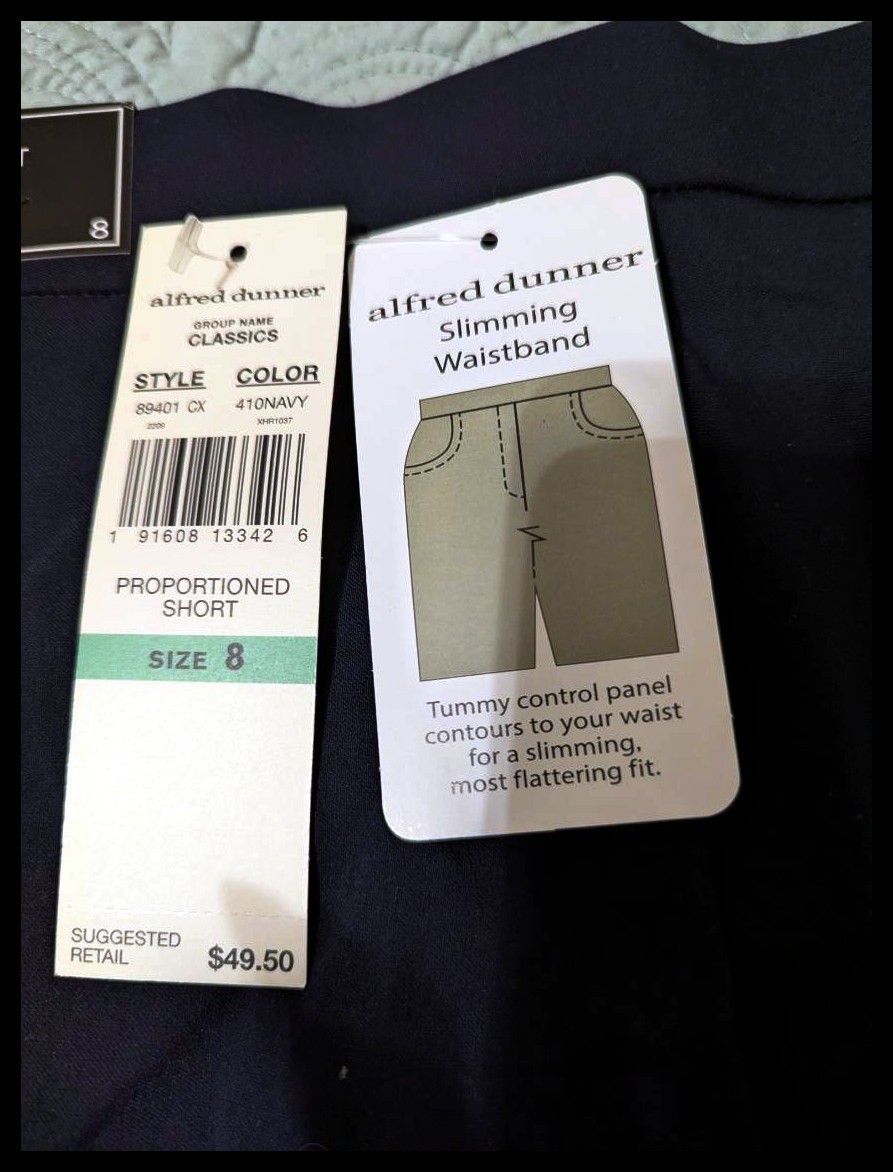 8
alfred dunner
GROUP NAME
CLASSICS
STYLE COLOR
89401 CX 410NAVY
2200 XHR1037
1 91608 13342 6
PROPORTIONED
SHORT
SIZE 8
SUGGESTED
RETAIL $49.50
alfred dunner
Slimming
Waistband
Tummy control panel
contours to your waist
for a slimming,
most flattering fit.